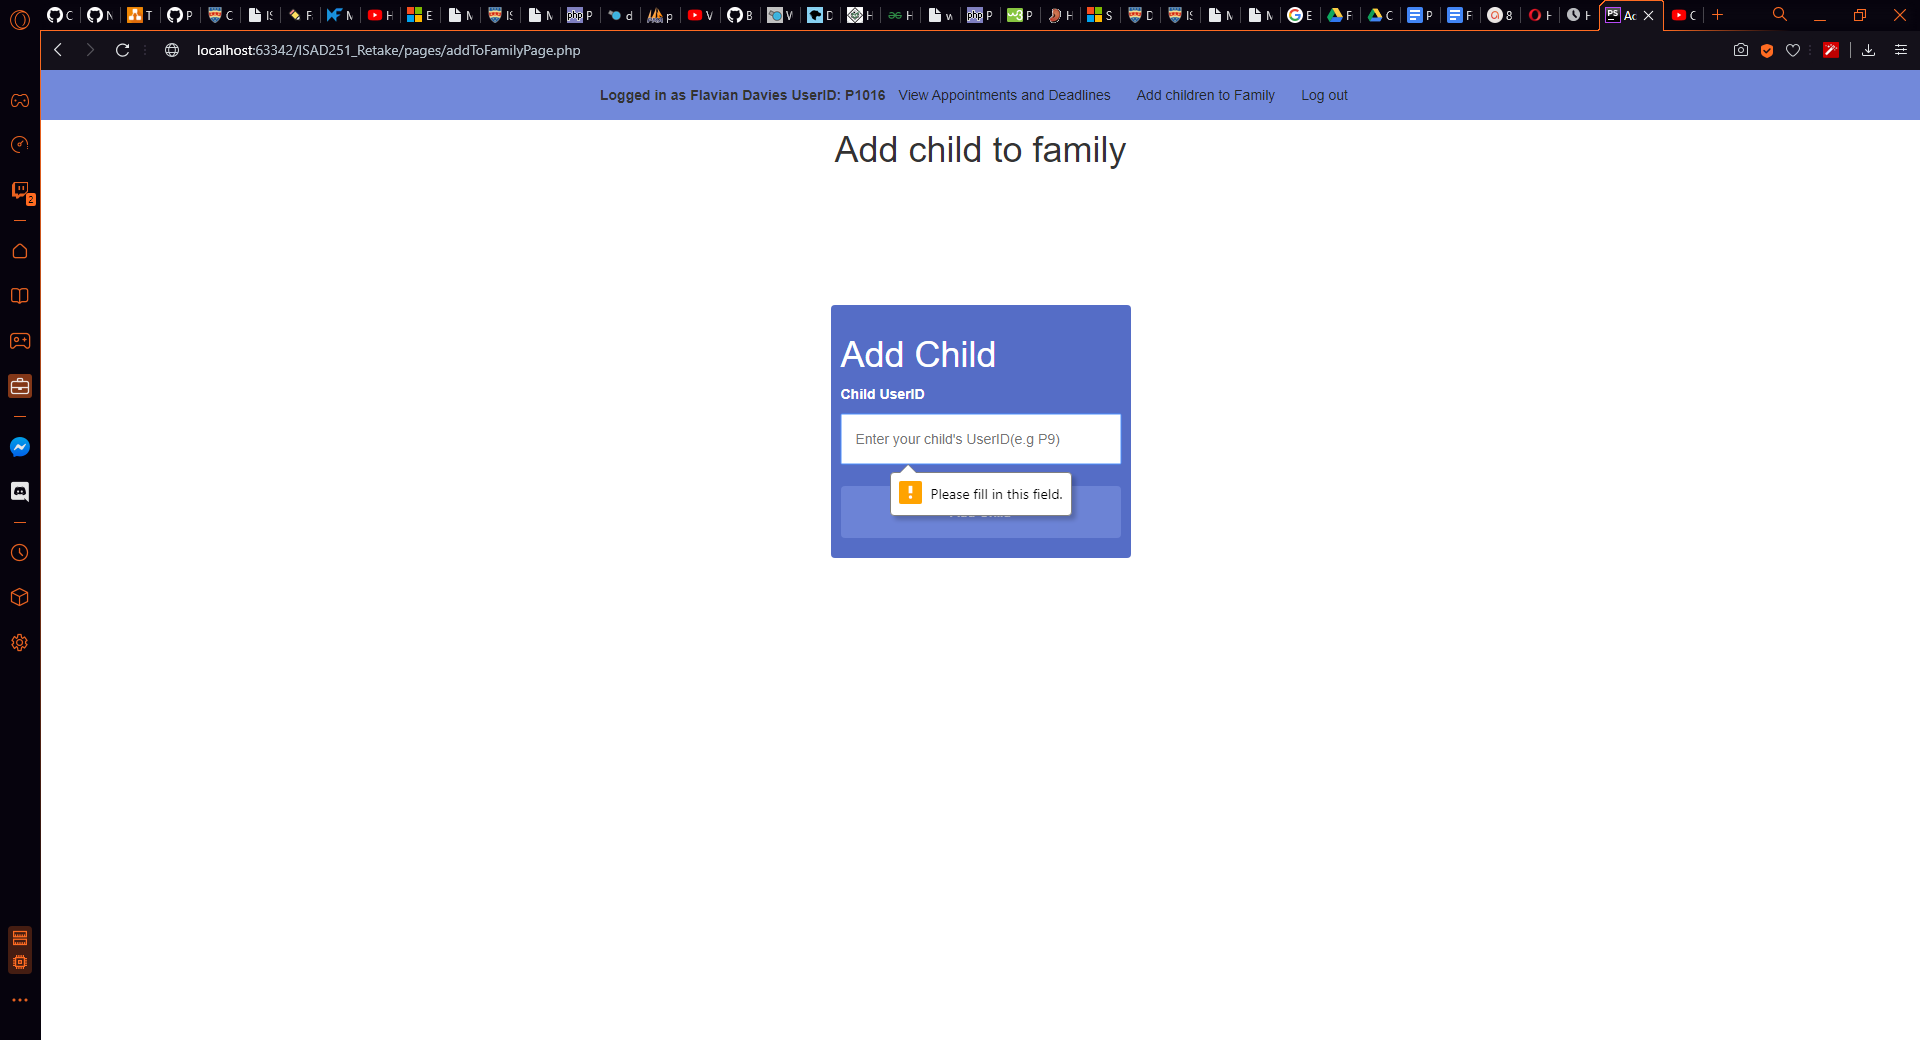 localhost:63342/ISAD251_Retake/pages/addToFamilyPage.php
Logged in as Flavian Davies UserID: P1016 View Appointments and Deadlines Add children to Family Log out
Add child to family
Add Child
Child UserID
Enter your child's UserID(e.g P9)
Please fill in this field.
2